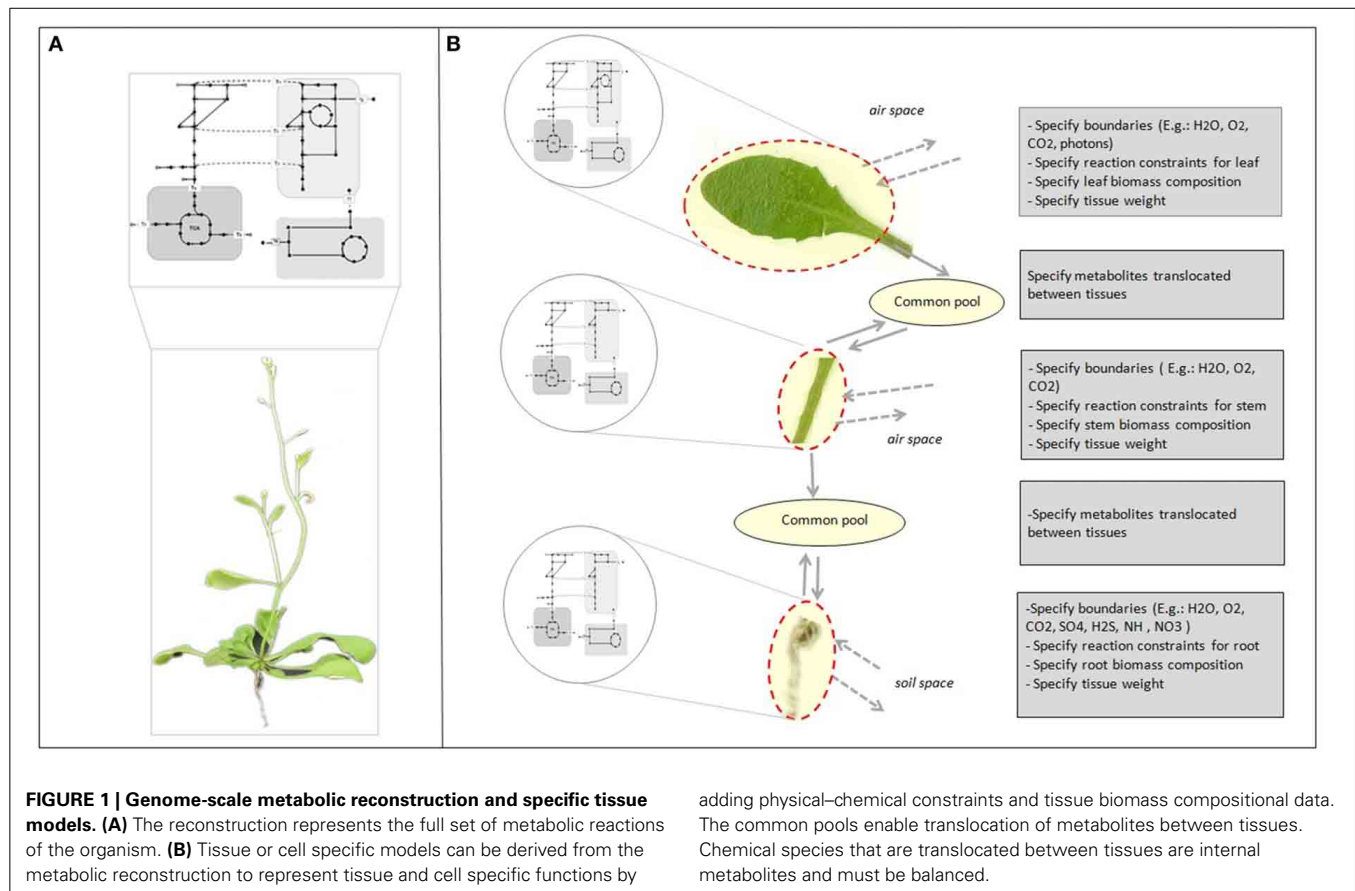 A
B
TCA
air space
- Specify boundaries (E.g.: H2O, O2,
CO2, photons)
- Specify reaction constraints for leaf
- Specify leaf biomass composition
- Specify tissue weight
Common pool
Specify metabolites translocated
between tissues
- Specify boundaries ( E.g.: H2O, O2,
CO2)
- Specify reaction constraints for stem
- Specify stem biomass composition
- Specify tissue weight
air space
Common pool
-Specify metabolites translocated
between tissues
-Specify boundaries (E.g.: H2O, O2,
CO2, SO4, H2S, NH , NO3 )
- Specify reaction constraints for root
- Specify root biomass composition
- Specify tissue weight
soil space
FIGURE 1 | Genome-scale metabolic reconstruction and specific tissue
models. (A) The reconstruction represents the full set of metabolic reactions
of the organism. (B) Tissue or cell specific models can be derived from the
metabolic reconstruction to represent tissue and cell specific functions by
adding physical–chemical constraints and tissue biomass compositional data.
The common pools enable translocation of metabolites between tissues.
Chemical species that are translocated between tissues are internal
metabolites and must be balanced.